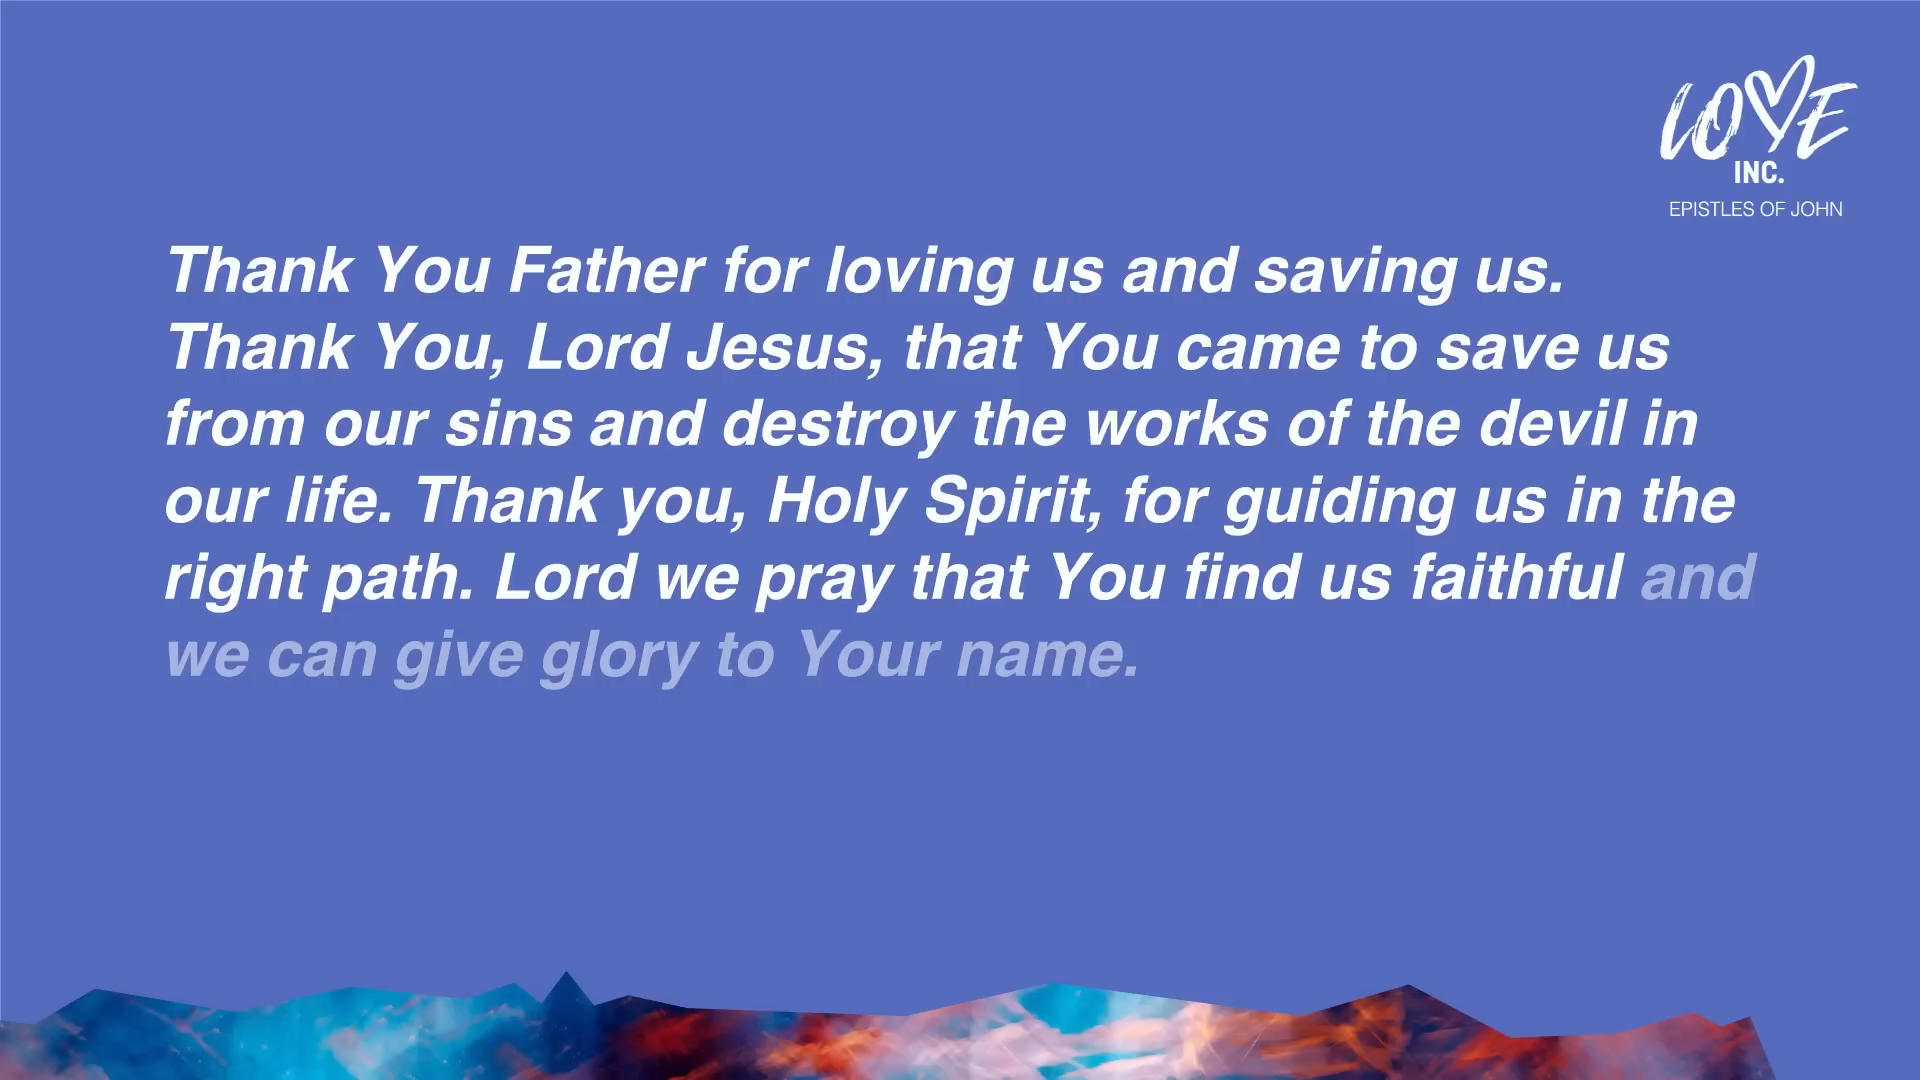 LOVE
INC.
EPISTLES OF JOHN
Thank You Father for loving us and saving us.
Thank You, Lord Jesus, that You came to save us
from our sins and destroy the works of the devil in
our life. Thank you, Holy Spirit, for guiding us in the
right path. Lord we pray that You find us faithful and
we can give glory to Your name.